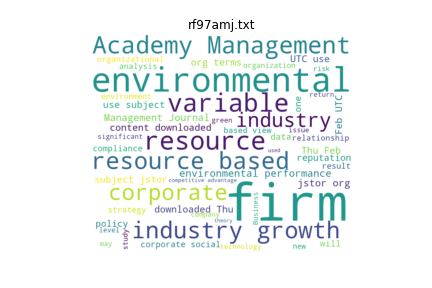 rf97amj.txt
Academy Management
organizational
org terms
UTC use
analysis
organization
risk
environmental
environment
variable
return
use subject
one
Feb UTC
Management Journal
green
industry
content downloaded
based view
issue
significant
resource
data
relationship
compliance
Thu Feb
resource based
reputation
result
environmental performance
subject jstor
competitive advantage
used
jstor org
corporate
firm
strategy
downloaded Thu
Business
company
policy
theory
industry growth
level
study
may
corporate social
technology
new
will